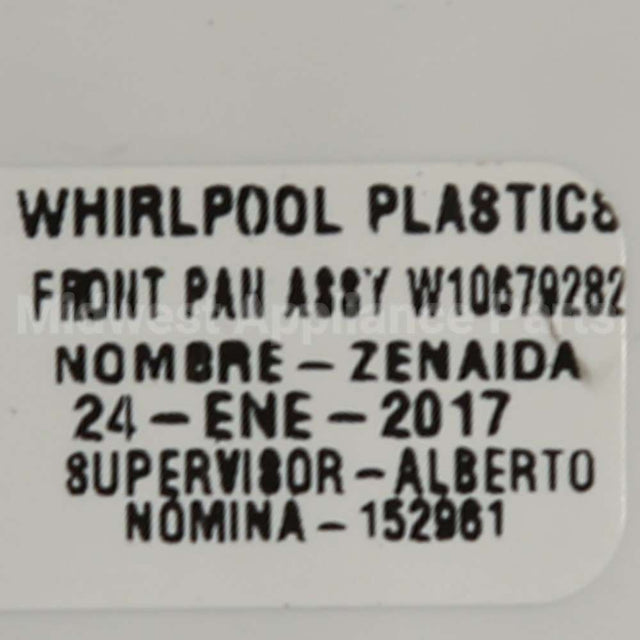 WHIRLPOOL PLASTICS
FRONT PAN ASSY W10679282
Midwest Appliance Parts
NOMBRE-ZENAIDA
24-ENE-2017
SUPERVISOR-ALBERTO
NOMINA-152961